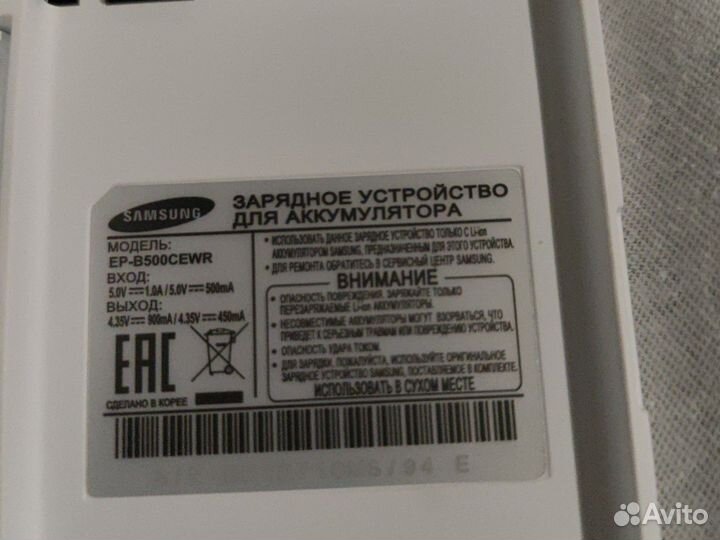 SAMSUNG
ЗАРЯДНОЕ УСТРОЙСТВО
ДЛЯ АККУМУЛЯТОРА
МОДЕЛЬ:
EP-B500CEWR
ВХОД:
5.0V⎓1.0A / 5.0V⎓500mA
ВЫХОД:
4.35V⎓900mA / 4.35V⎓450mA
EAC
СДЕЛАНО В КОРЕЕ
• ИСПОЛЬЗОВАТЬ ДАННОЕ ЗАРЯДНОЕ УСТРОЙСТВО ТОЛЬКО С Li-ion
АККУМУЛЯТОРОМ SAMSUNG, ПРЕДНАЗНАЧЕННЫМ ДЛЯ ЭТОГО УСТРОЙСТВА.
• ДЛЯ РЕМОНТА ОБРАТИТЕСЬ В СЕРВИСНЫЙ ЦЕНТР SAMSUNG.
ВНИМАНИЕ
• ОПАСНОСТЬ ПОВРЕЖДЕНИЯ. ЗАРЯЖАЙТЕ ТОЛЬКО
ПЕРЕЗАРЯЖАЕМЫЕ Li-ion АККУМУЛЯТОРЫ.
• НЕСОВМЕСТИМЫЕ АККУМУЛЯТОРЫ МОГУТ ВЗОРВАТЬСЯ, ЧТО
ПРИВЕДЕТ К СЕРЬЕЗНЫМ ТРАВМАМ ИЛИ ПОВРЕЖДЕНИЮ УСТРОЙСТВА.
• ОПАСНОСТЬ УДАРА ТОКОМ.
• ДЛЯ ЗАРЯДКИ, ПОЖАЛУЙСТА, ИСПОЛЬЗУЙТЕ ОРИГИНАЛЬНОЕ
ЗАРЯДНОЕ УСТРОЙСТВО SAMSUNG, ПОСТАВЛЯЕМОЕ В КОМПЛЕКТЕ.
ИСПОЛЬЗОВАТЬ В СУХОМ МЕСТЕ
/94 E
Avito